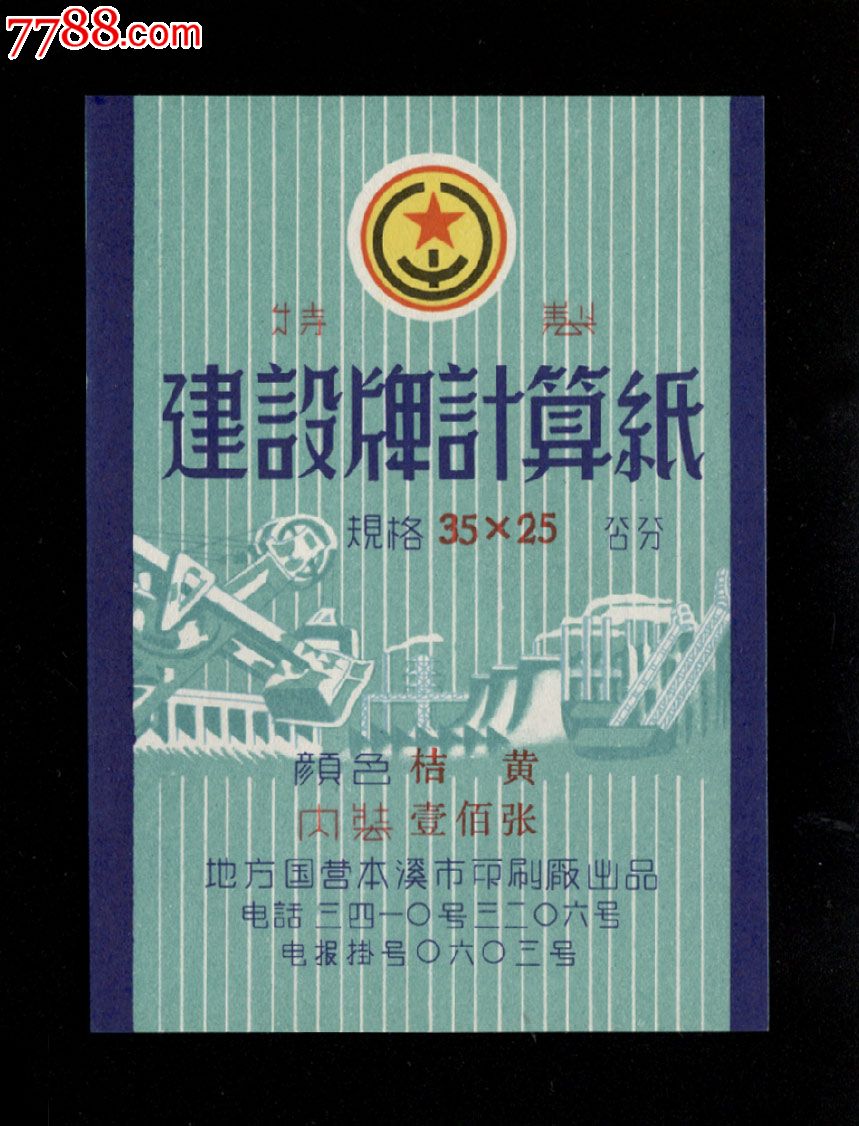 7788.com
特 製
建設牌計算紙
規格 35×25 公分
顏色 桔 黄
内裝 壹佰张
地方国营本溪市印刷厰出品
电話三四一〇号三二〇六号
电报掛号〇六〇三号